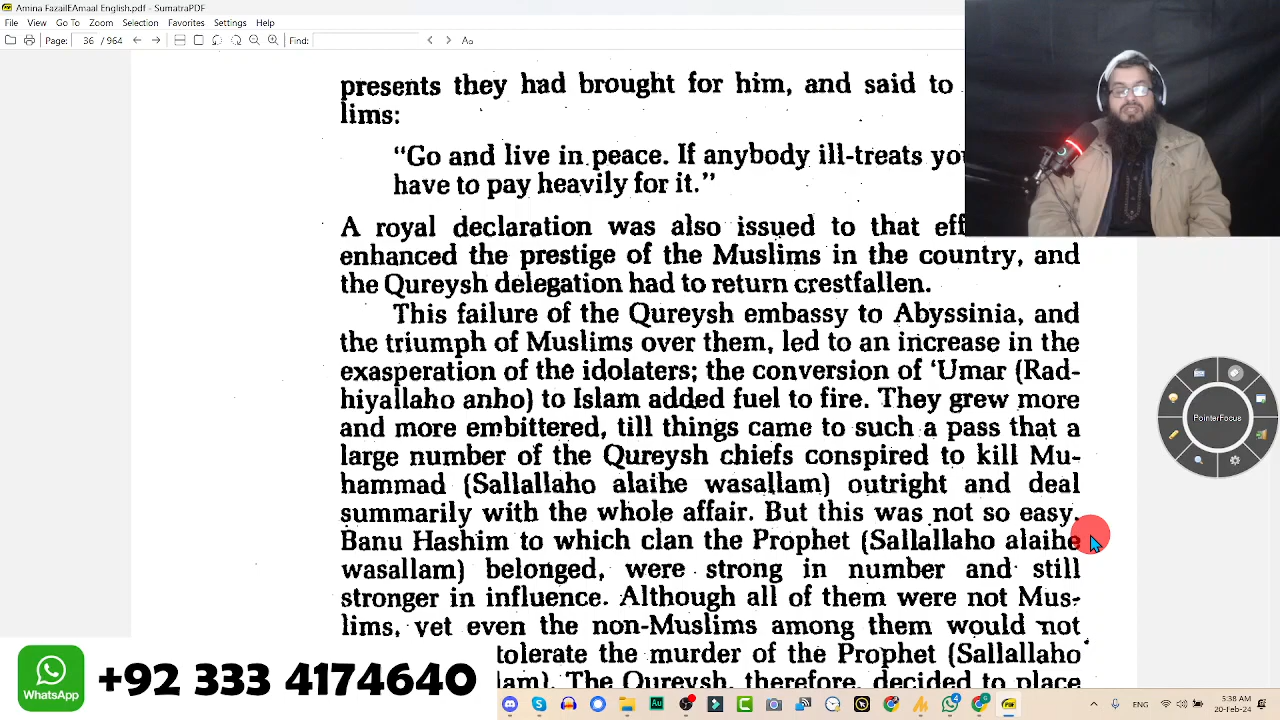 Amina FazailEAmaal English.pdf - SumatraPDF
File View Go To Zoom Selection Favorites Settings Help
Page: 36 / 964 Find: Aa
presents they had brought for him, and said to
lims:
“Go and live in peace. If anybody ill-treats
have to pay heavily for it.”
A royal declaration was also issued to that
enhanced the prestige of the Muslims in the country, and
the Qureysh delegation had to return crestfallen.
This failure of the Qureysh embassy to Abyssinia, and
the triumph of Muslims over them, led to an increase in the
exasperation of the idolaters; the conversion of ‘Umar (Rad-
hiyallaho anho) to Islam added fuel to fire. They grew more
and more embittered, till things came to such a pass that a
large number of the Qureysh chiefs conspired to kill Mu-
hammad (Sallallaho alaihe wasallam) outright and deal
summarily with the whole affair. But this was not so easy.
Banu Hashim to which clan the Prophet (Sallallaho alaihe
wasallam) belonged, were strong in number and still
stronger in influence. Although all of them were not Mus-
lims, yet even the non-Muslims among them would not
tolerate the murder of the Prophet (Sallallaho
lam). The Qureysh, therefore, decided to place
PointerFocus
WhatsApp
+92 333 4174640
ENG
5:38 AM
20-Feb-24